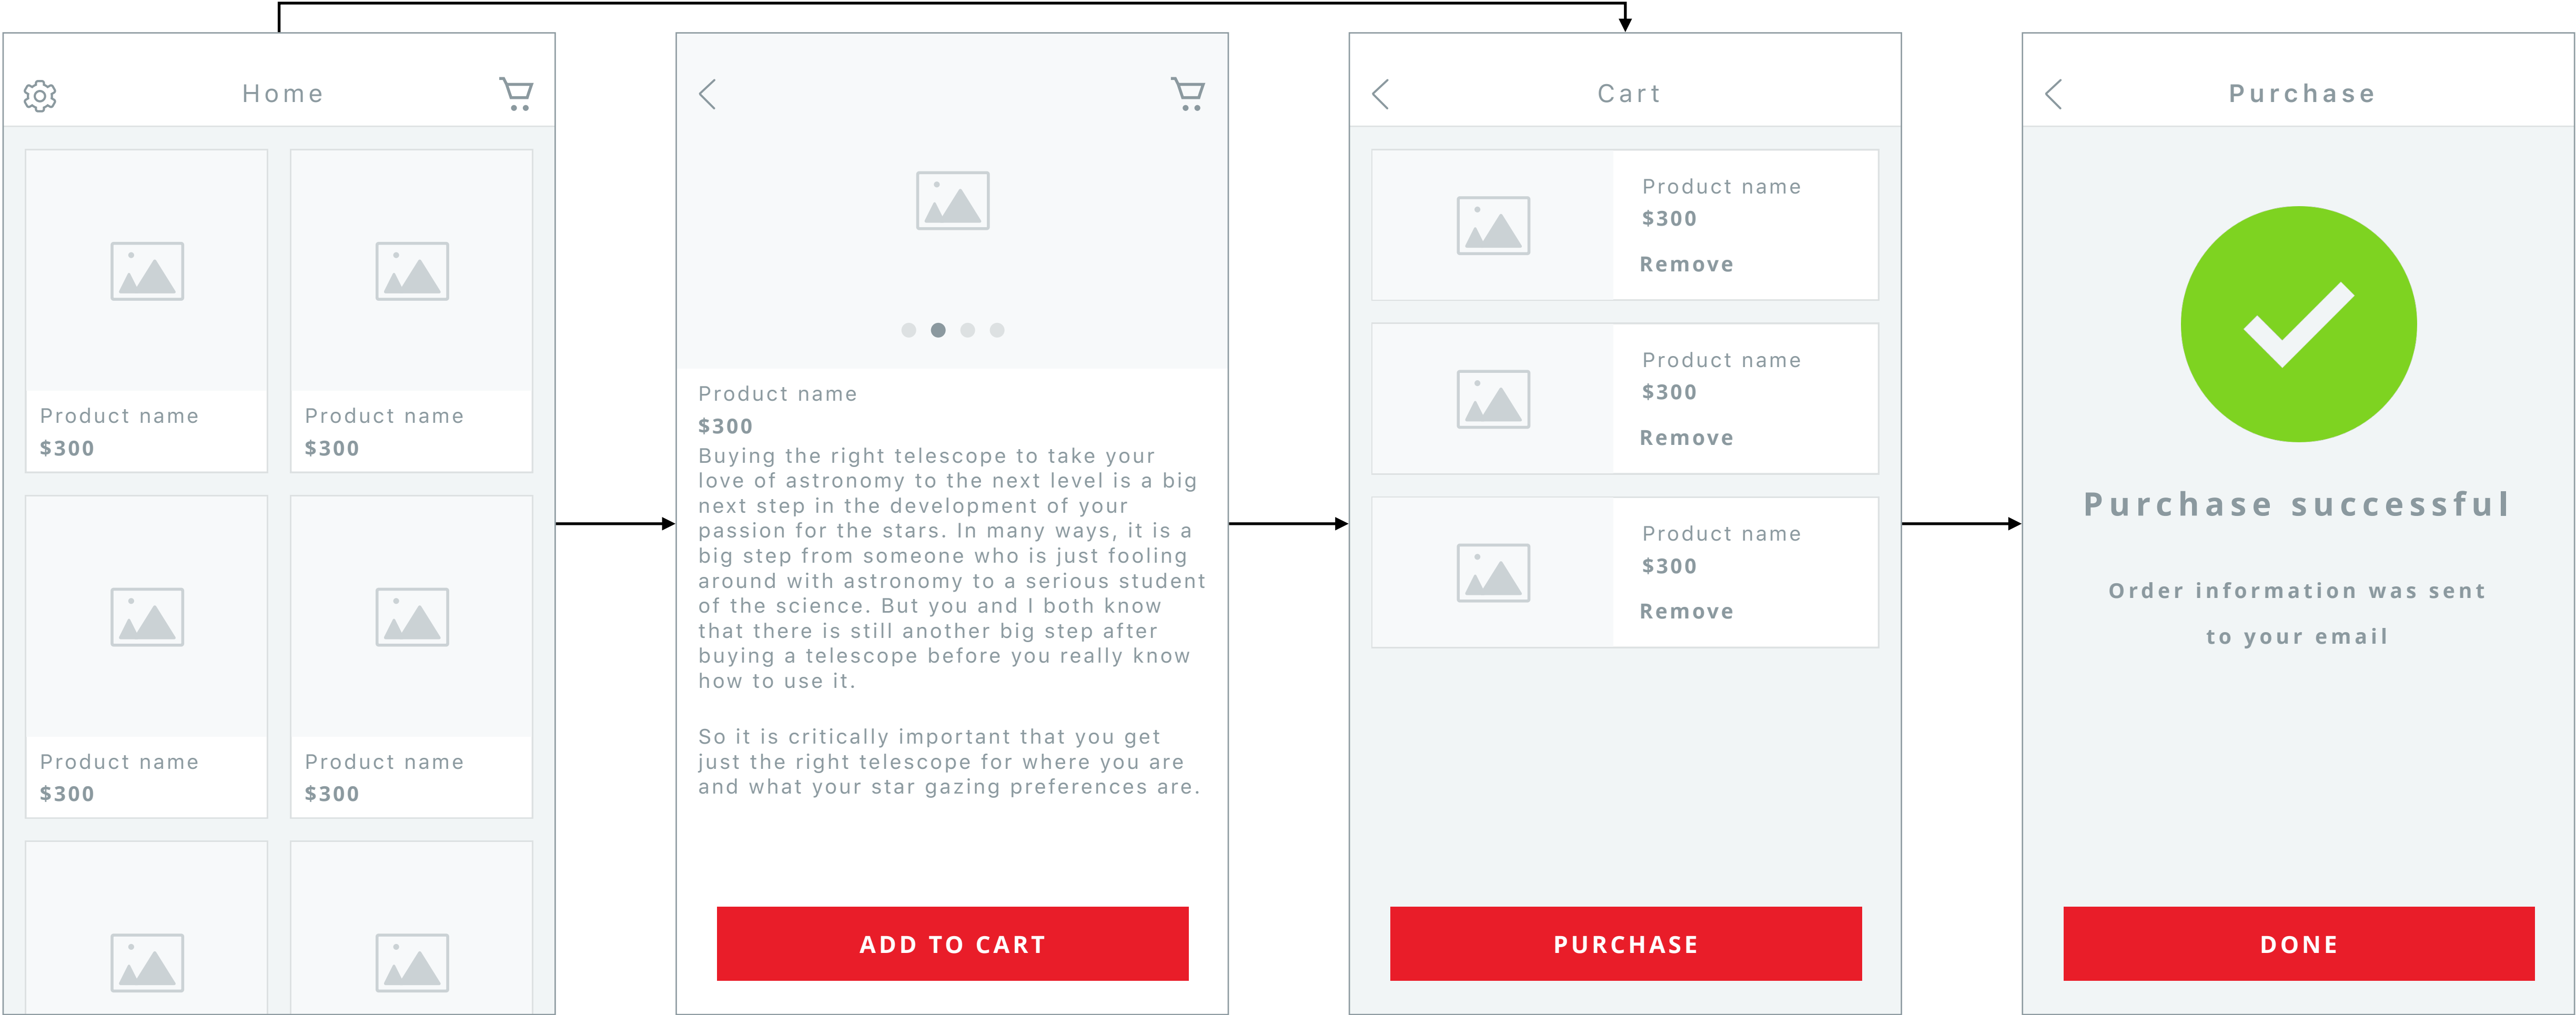 Home
Product name
$300
Product name
$300
Product name
$300
Product name
$300
Product name
$300
Buying the right telescope to take your
love of astronomy to the next level is a big
next step in the development of your
passion for the stars. In many ways, it is a
big step from someone who is just fooling
around with astronomy to a serious student
of the science. But you and I both know
that there is still another big step after
buying a telescope before you really know
how to use it.
So it is critically important that you get
just the right telescope for where you are
and what your star gazing preferences are.
ADD TO CART
Cart
Product name
$300
Remove
Product name
$300
Remove
Product name
$300
Remove
PURCHASE
Purchase
Purchase successful
Order information was sent
to your email
DONE